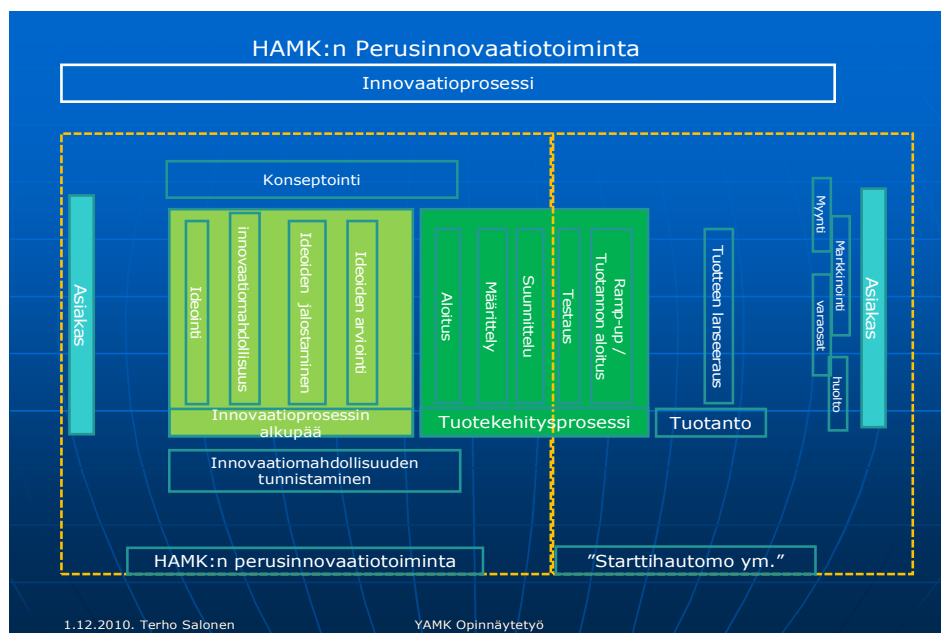 HAMK:n Perusinnovaatiotoiminta
Innovaatioprosessi
Konseptointi
Asiakas
Ideointi
innovaatiomahdollisuus
Ideoiden jalostaminen
Ideoiden arviointi
Innovaatioprosessin
alkupää
Aloitus
Määrittely
Suunnittelu
Testaus
Ramp-up /
Tuotannon aloitus
Tuotekehitysprosessi
Tuotteen lanseeraus
Tuotanto
Myynti
Markkinointi
varaosat
huolto
Asiakas
Innovaatiomahdollisuuden
tunnistaminen
HAMK:n perusinnovaatiotoiminta
”Starttihautomo ym.”
1.12.2010. Terho Salonen
YAMK Opinnäytetyö